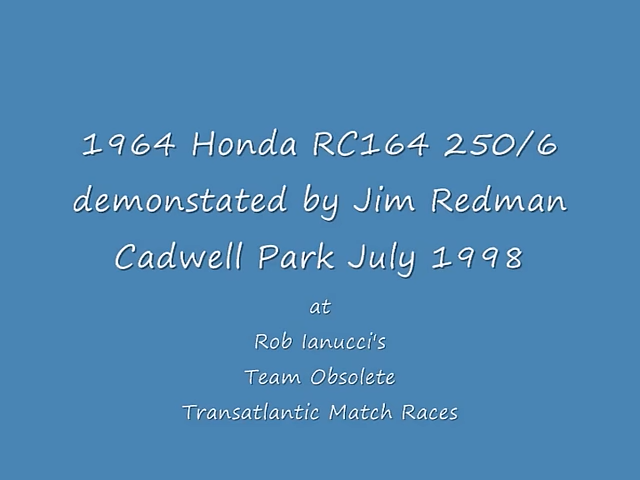 1964 Honda RC164 250/6
demonstated by Jim Redman
Cadwell Park July 1998
at
Rob Ianucci's
Team Obsolete
Transatlantic Match Races